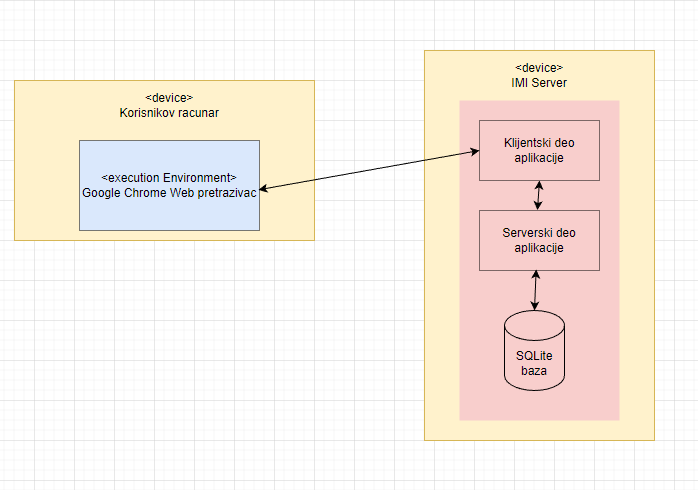 <device>
Korisnikov racunar
<execution Environment>
Google Chrome Web pretrazivac
<device>
IMI Server
Klijentski deo
aplikacije
Serverski deo
aplikacije
SQLite
baza